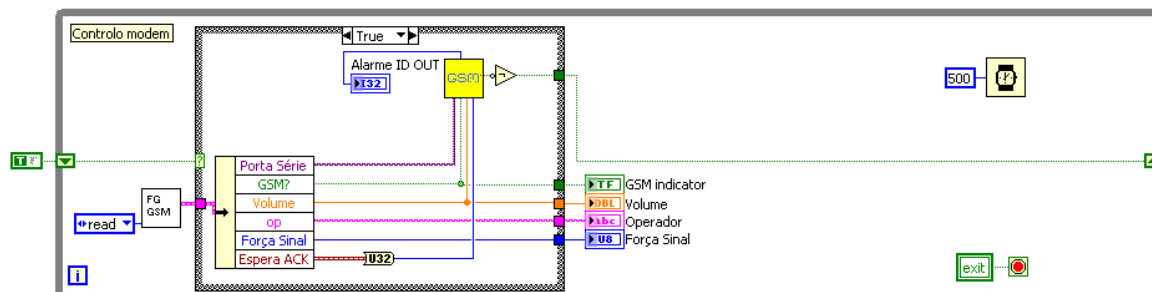 Controlo modem
True
Alarme ID OUT
I32
GSM
500
T F
?
Porta Série
GSM?
Volume
op
Força Sinal
Espera ACK
U32
FG
GSM
read
TF
GSM indicator
DBL
Volume
abc
Operador
U8
Força Sinal
i
exit